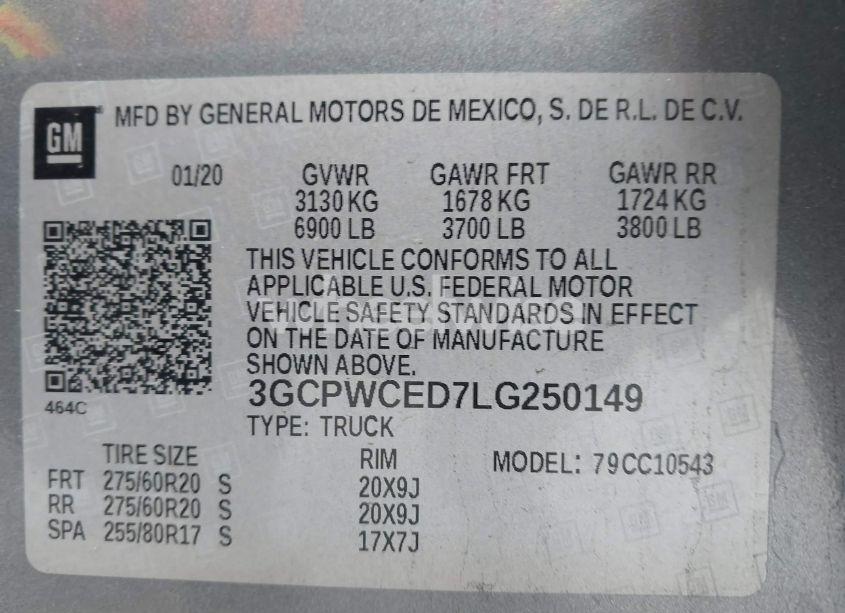 GM
MFD BY GENERAL MOTORS DE MEXICO, S. DE R.L. DE C.V.
01/20 GVWR GAWR FRT GAWR RR
3130 KG 1678 KG 1724 KG
6900 LB 3700 LB 3800 LB
THIS VEHICLE CONFORMS TO ALL
APPLICABLE U.S. FEDERAL MOTOR
VEHICLE SAFETY STANDARDS IN EFFECT
ON THE DATE OF MANUFACTURE
SHOWN ABOVE.
3GCPWCED7LG250149
464C
TYPE: TRUCK
TIRE SIZE RIM MODEL: 79CC10543
FRT 275/60R20 S 20X9J
RR 275/60R20 S 20X9J
SPA 255/80R17 S 17X7J